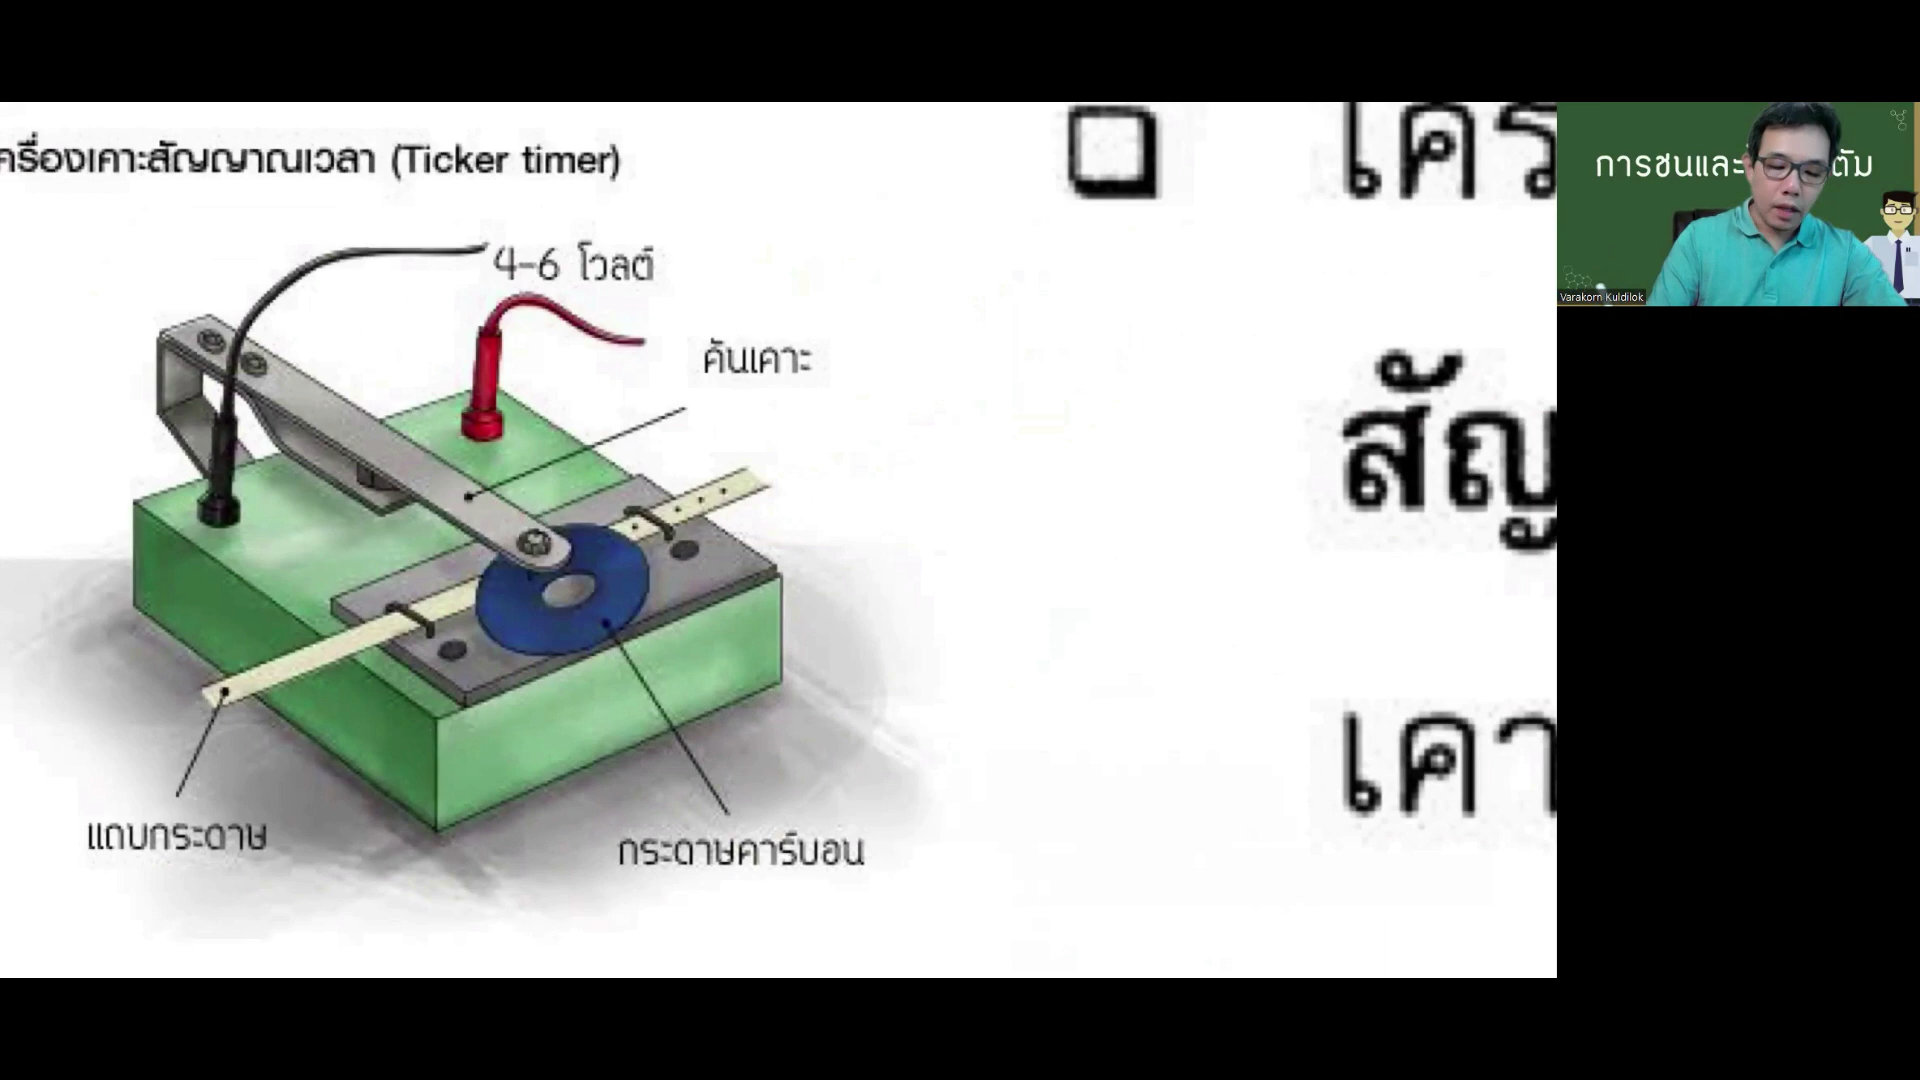 ครื่องเคาะสัญญาณเวลา (Ticker timer)
4-6 โวลต์
คันเคาะ
แถบกระดาษ
กระดาษคาร์บอน
เคร
สัญ
เคา
การชนและ ตัม
Varakorn Kuldilok